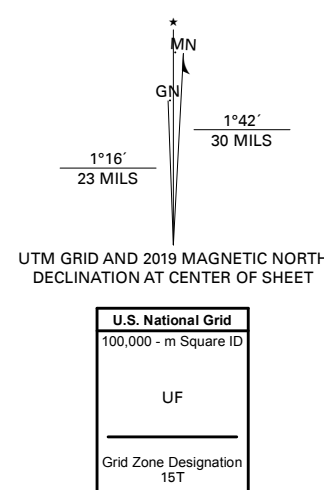 ★
MN
GN
1°42´
30 MILS
1°16´
23 MILS
UTM GRID AND 2019 MAGNETIC NORTH
DECLINATION AT CENTER OF SHEET
U.S. National Grid
100,000 - m Square ID
UF
Grid Zone Designation
15T